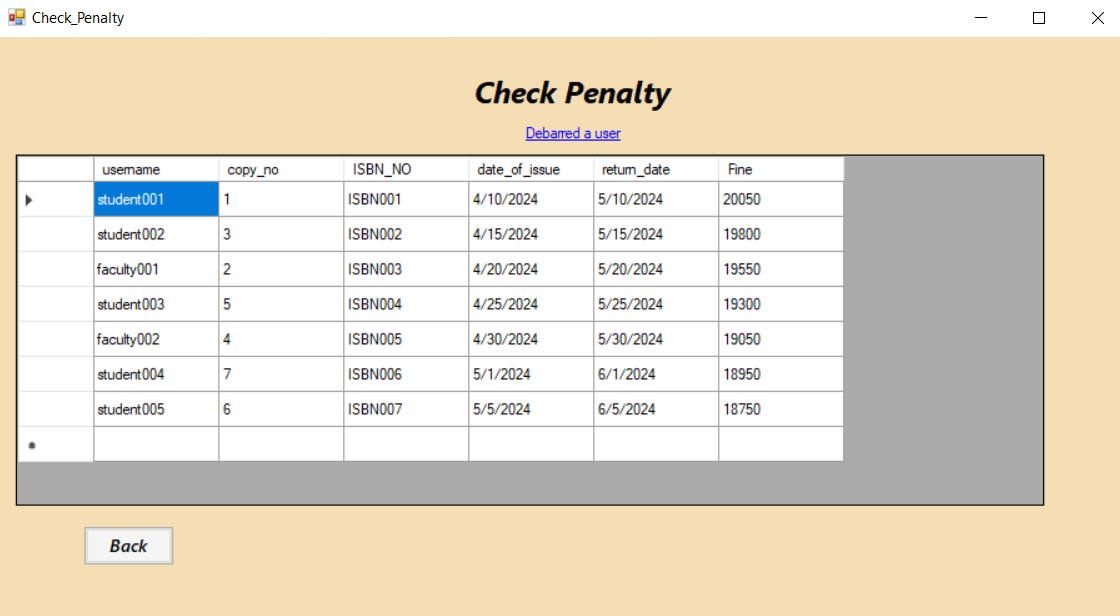 Check_Penalty
Check Penalty
Debarred a user
username copy_no ISBN_NO date_of_issue return_date Fine
student001 1 ISBN001 4/10/2024 5/10/2024 20050
student002 3 ISBN002 4/15/2024 5/15/2024 19800
faculty001 2 ISBN003 4/20/2024 5/20/2024 19550
student003 5 ISBN004 4/25/2024 5/25/2024 19300
faculty002 4 ISBN005 4/30/2024 5/30/2024 19050
student004 7 ISBN006 5/1/2024 6/1/2024 18950
student005 6 ISBN007 5/5/2024 6/5/2024 18750
Back